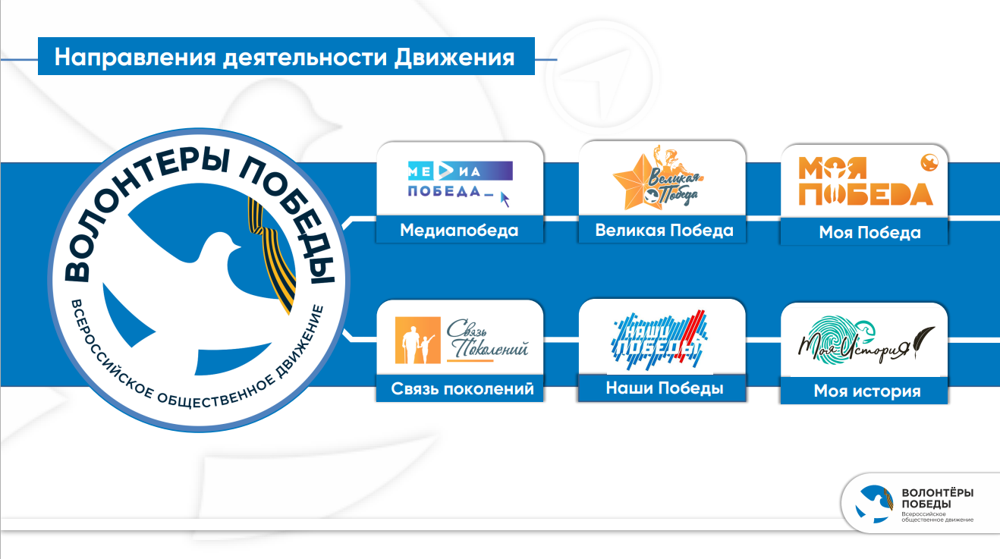 Направления деятельности Движения
ВОЛОНТЕРЫ ПОБЕДЫ
ВСЕРОССИЙСКОЕ ОБЩЕСТВЕННОЕ ДВИЖЕНИЕ
МЕДИА
ПОБЕДА_
Медиапобеда
Великая
Победа
Великая Победа
МОЯ
ПОБЕДА
Моя Победа
Связь
Поколений
Связь поколений
НАШИ
ПОБЕДЫ
Наши Победы
Моя История
Моя история
ВОЛОНТЁРЫ
ПОБЕДЫ
Всероссийское
общественное движение